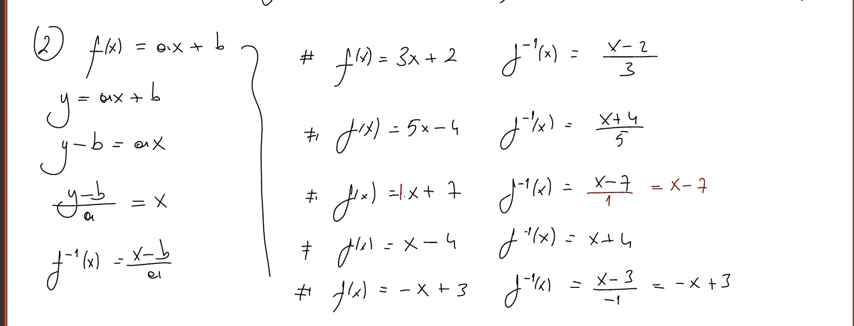 ② f(x) = ax + b
y = ax + b
y - b = ax
(y-b)/a = x
f⁻¹(x) = (x-b)/a
# f(x) = 3x + 2   f⁻¹(x) = (x-2)/3
# f(x) = 5x - 4   f⁻¹(x) = (x+4)/5
# f(x) = 1.x + 7   f⁻¹(x) = (x-7)/1 = x-7
# f(x) = x - 4   f⁻¹(x) = x+4
# f(x) = -x + 3   f⁻¹(x) = (x-3)/-1 = -x+3